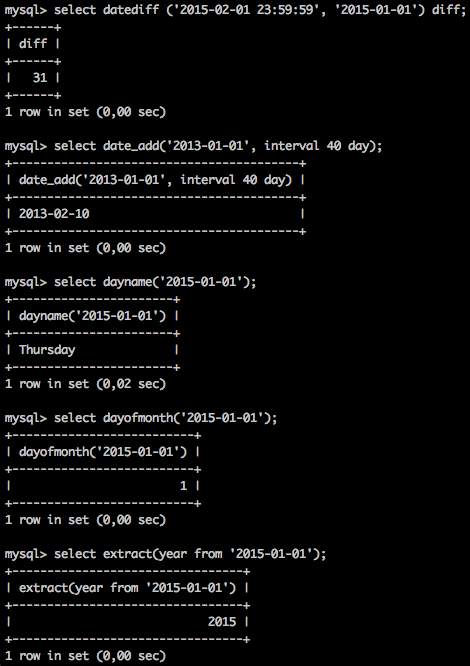 mysql> select datediff ('2015-02-01 23:59:59', '2015-01-01') diff;
+------+
| diff |
+------+
|   31 |
+------+
1 row in set (0,00 sec)

mysql> select date_add('2013-01-01', interval 40 day);
+-----------------------------------------+
| date_add('2013-01-01', interval 40 day) |
+-----------------------------------------+
| 2013-02-10                              |
+-----------------------------------------+
1 row in set (0,00 sec)

mysql> select dayname('2015-01-01');
+-----------------------+
| dayname('2015-01-01') |
+-----------------------+
| Thursday              |
+-----------------------+
1 row in set (0,02 sec)

mysql> select dayofmonth('2015-01-01');
+--------------------------+
| dayofmonth('2015-01-01') |
+--------------------------+
|                        1 |
+--------------------------+
1 row in set (0,00 sec)

mysql> select extract(year from '2015-01-01');
+---------------------------------+
| extract(year from '2015-01-01') |
+---------------------------------+
|                            2015 |
+---------------------------------+
1 row in set (0,00 sec)